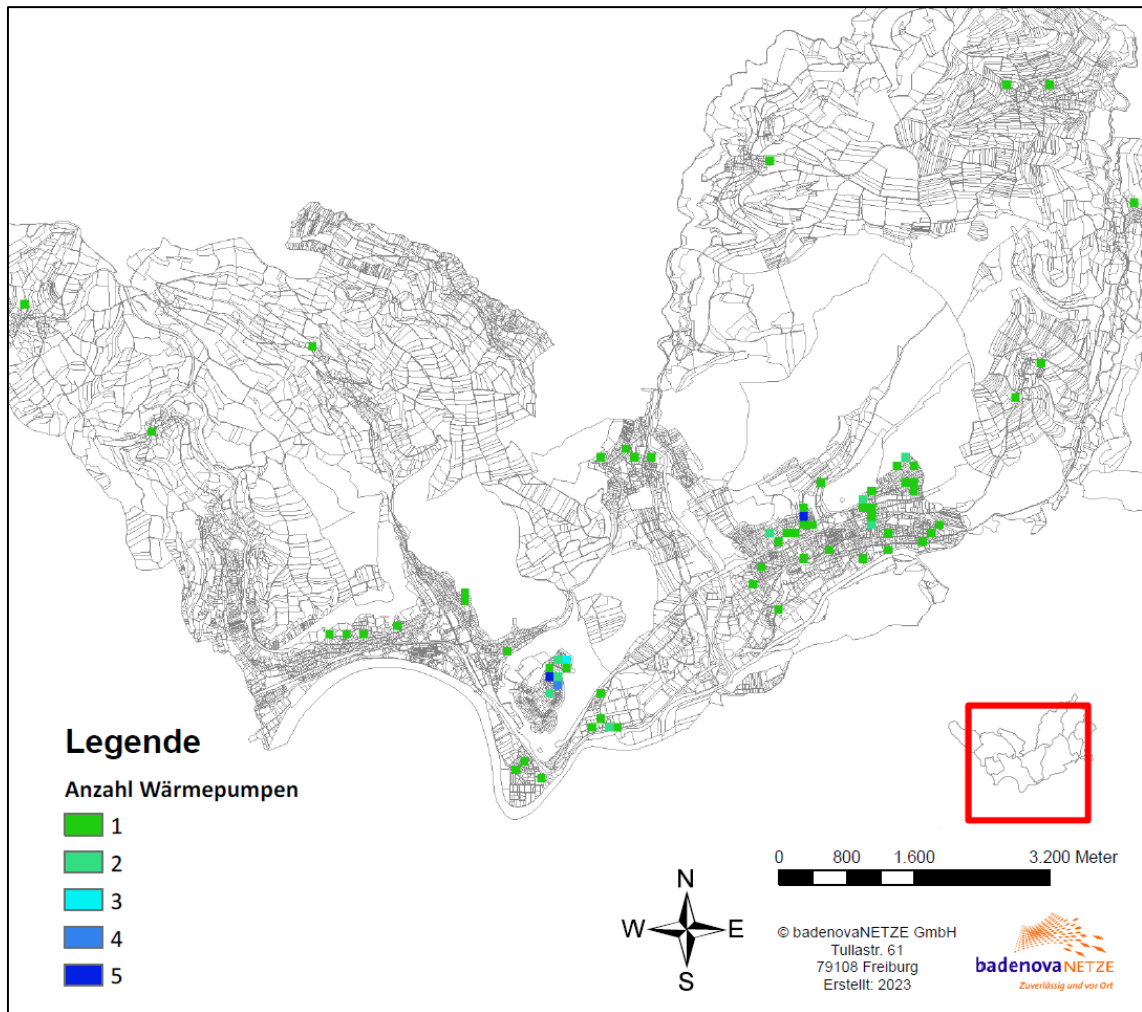 Legende
Anzahl Wärmepumpen
1
2
3
4
5
N
W E
S
0 800 1.600 3.200 Meter
© badenovaNETZE GmbH
Tullastr. 61
79108 Freiburg
Erstellt: 2023
badenovaNETZE
Zuverlässig und vor Ort